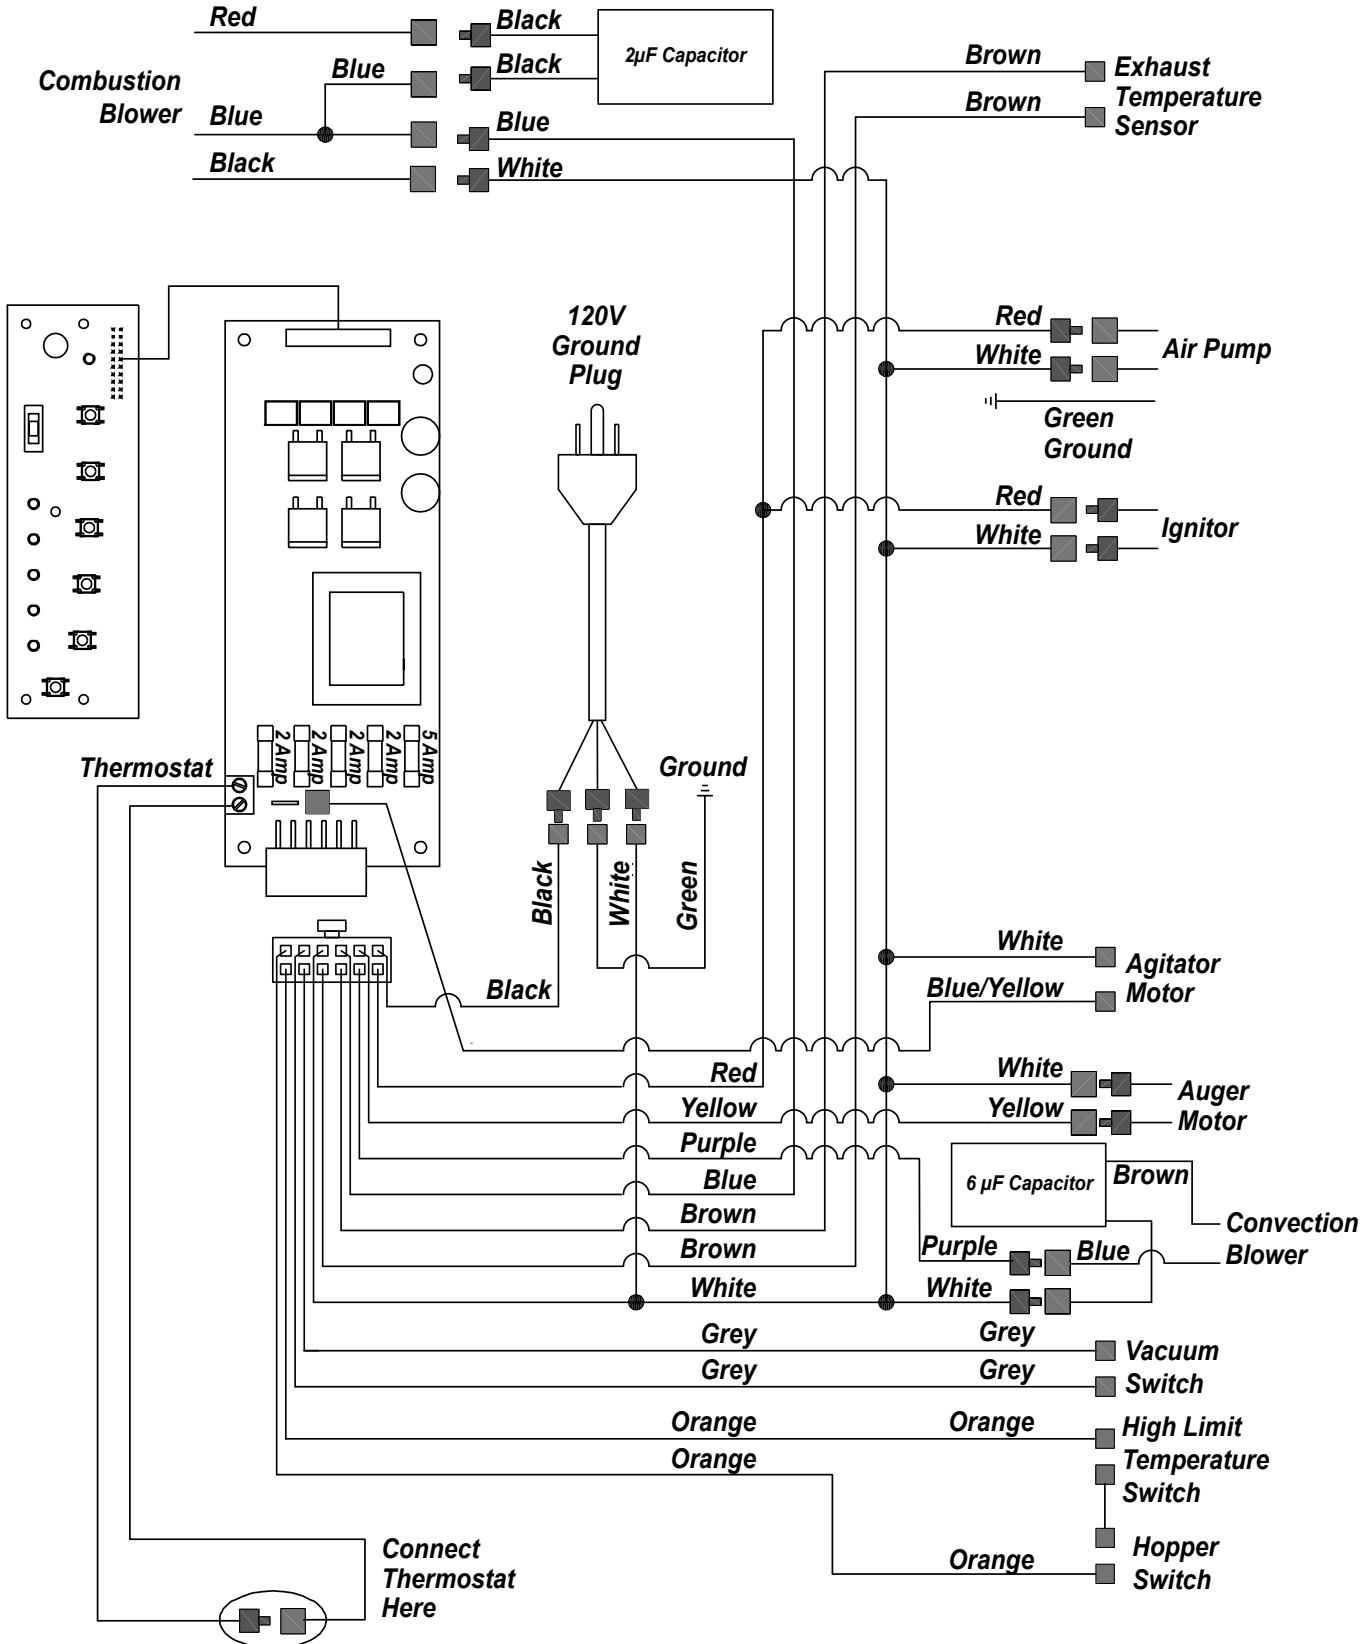 Red
Black
2µF Capacitor
Combustion
Blower
Blue
Black
Blue
Blue
Black
White
Brown
Exhaust
Temperature
Sensor
Brown
120V
Ground
Plug
Red
White
Air Pump
Green
Ground
Red
White
Ignitor
2 Amp
2 Amp
2 Amp
2 Amp
5 Amp
Thermostat
Ground
Black
White
Green
Black
White
Blue/Yellow
Agitator
Motor
Red
Yellow
Purple
Blue
Brown
Brown
White
White
Yellow
Auger
Motor
6 µF Capacitor
Brown
Convection
Blower
Purple
Blue
White
Grey
Grey
Vacuum
Switch
Grey
Grey
Orange
Orange
High Limit
Temperature
Switch
Orange
Orange
Hopper
Switch
Connect
Thermostat
Here